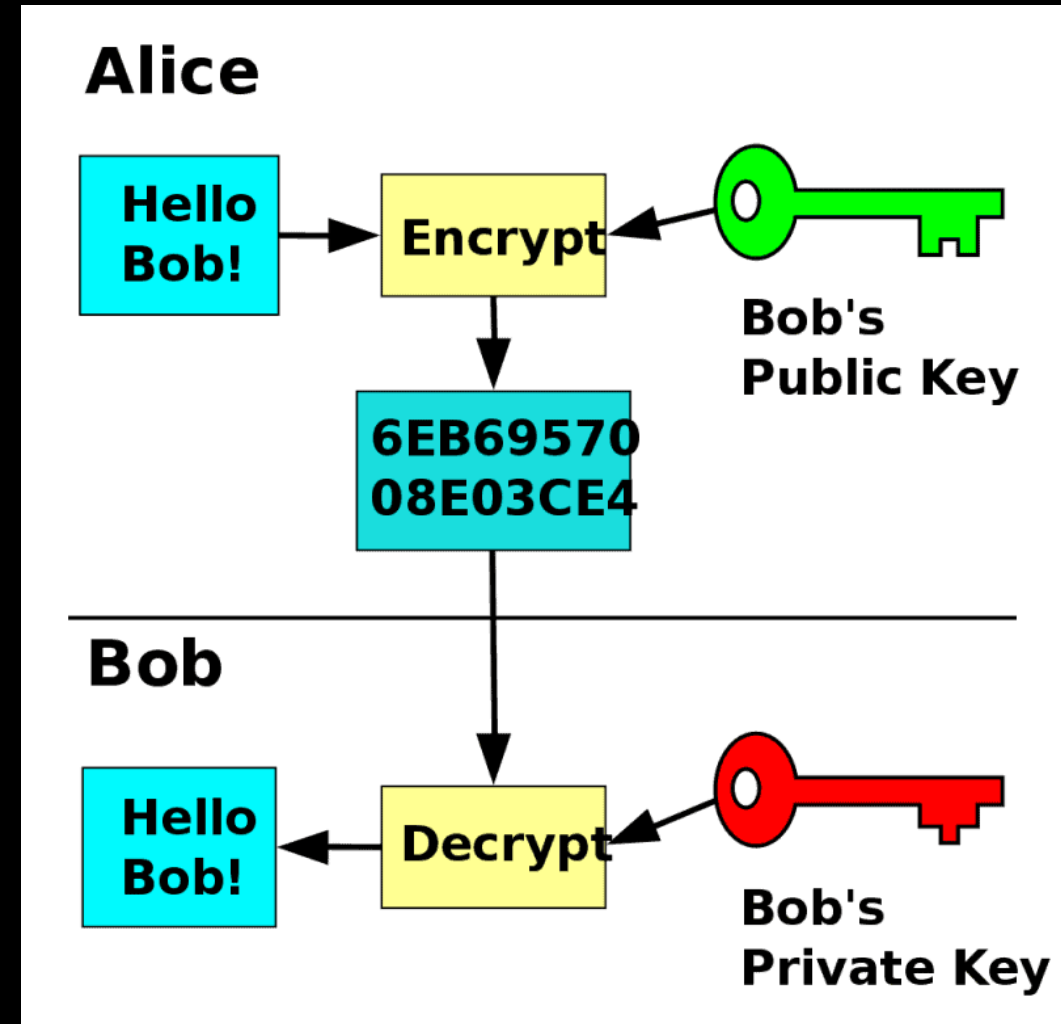 Alice
Hello
Bob!
Encrypt
Bob's
Public Key
6EB69570
08E03CE4
Bob
Hello
Bob!
Decrypt
Bob's
Private Key